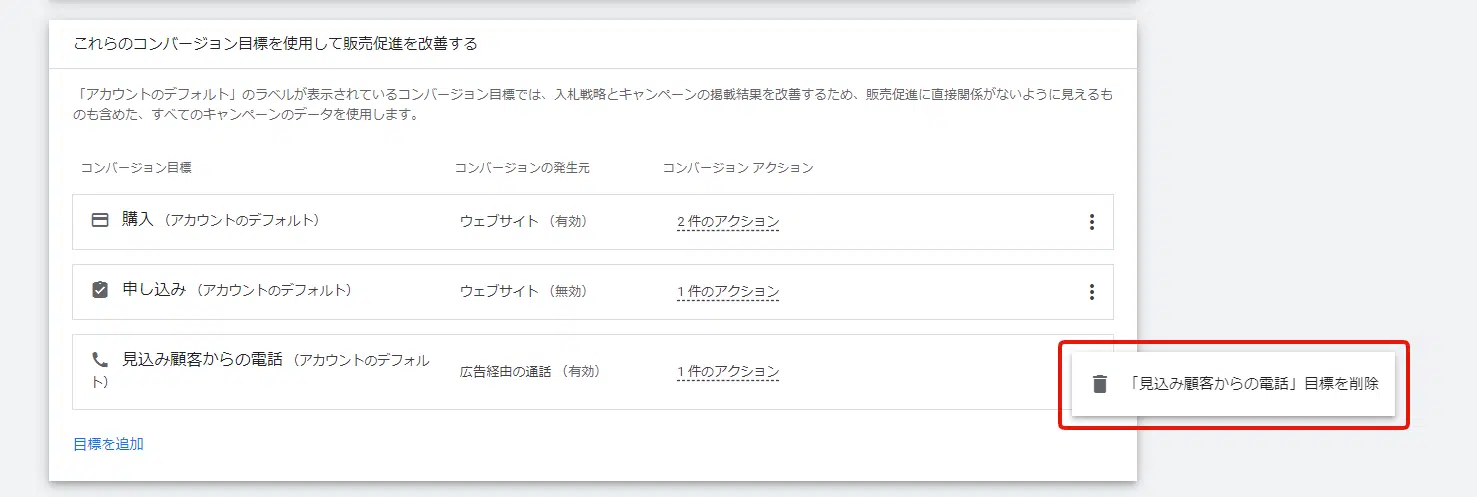 これらのコンバージョン目標を使用して販売促進を改善する
「アカウントのデフォルト」のラベルが表示されているコンバージョン目標では、入札戦略とキャンペーンの掲載結果を改善するため、販売促進に直接関係がないように見えるも
のも含めた、すべてのキャンペーンのデータを使用します。
コンバージョン目標 コンバージョンの発生元 コンバージョン アクション
購入（アカウントのデフォルト） ウェブサイト（有効） 2 件のアクション
申し込み（アカウントのデフォルト） ウェブサイト（無効） 1 件のアクション
見込み顧客からの電話（アカウントのデフォル
ト） 広告経由の通話（有効） 1 件のアクション
「見込み顧客からの電話」目標を削除
目標を追加